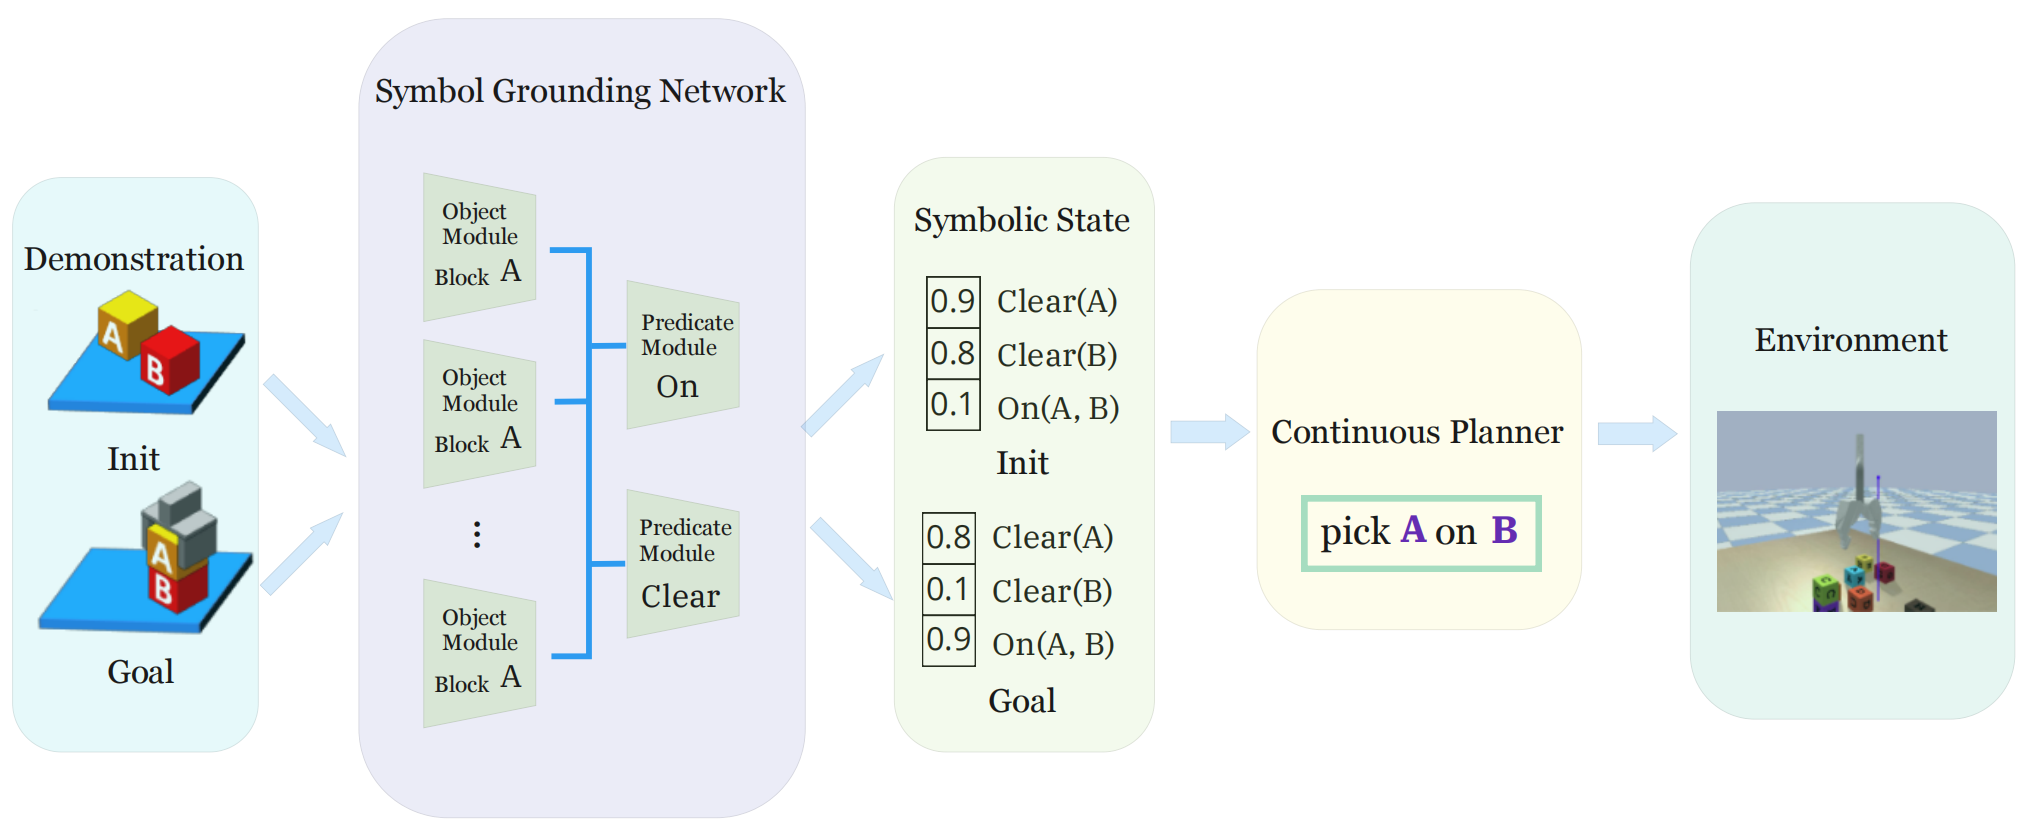 Demonstration
A
B
Init
A
B
Goal
Symbol Grounding Network
Object
Module
Block A
Object
Module
Block A
⋮
Object
Module
Block A
Predicate
Module
On
Predicate
Module
Clear
Symbolic State
0.9 Clear(A)
0.8 Clear(B)
0.1 On(A, B)
Init
0.8 Clear(A)
0.1 Clear(B)
0.9 On(A, B)
Goal
Continuous Planner
pick A on B
Environment